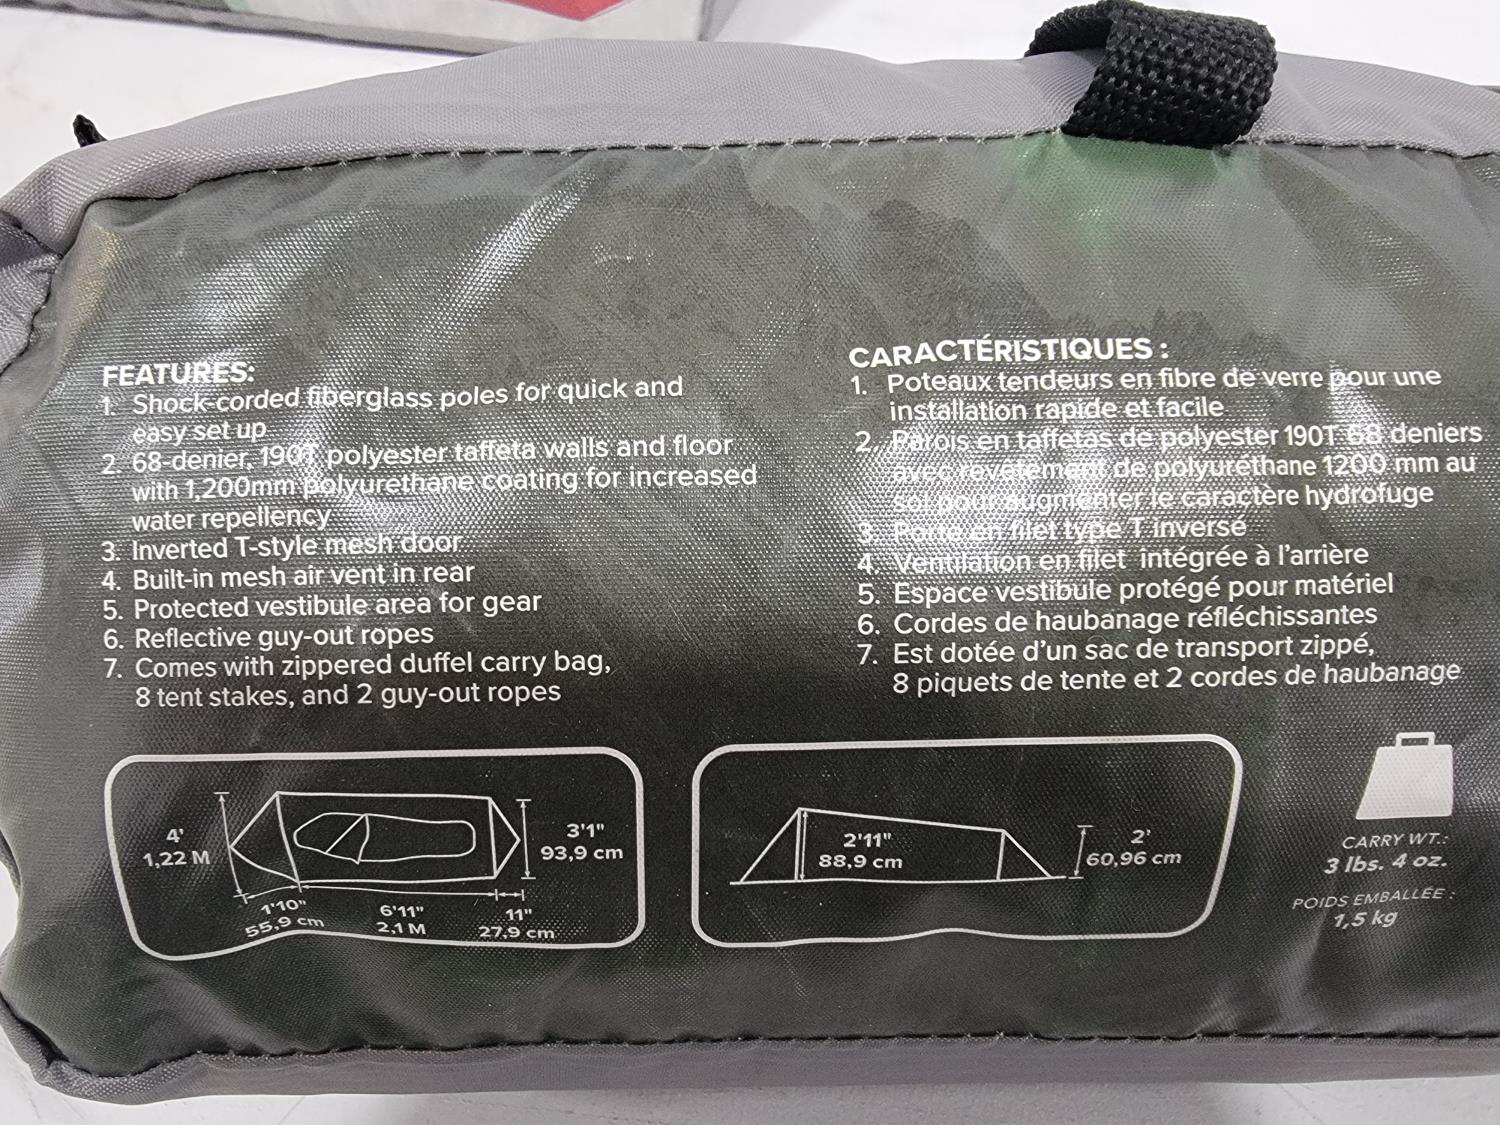 FEATURES:
1. Shock-corded fiberglass poles for quick and
easy set up
2. 68-denier, 190T polyester taffeta walls and floor
with 1,200mm polyurethane coating for increased
water repellency
3. Inverted T-style mesh door
4. Built-in mesh air vent in rear
5. Protected vestibule area for gear
6. Reflective guy-out ropes
7. Comes with zippered duffel carry bag,
8 tent stakes, and 2 guy-out ropes
CARACTÉRISTIQUES :
1. Poteaux tendeurs en fibre de verre pour une
installation rapide et facile
2. Parois en taffetas de polyester 190T 68 deniers
avec revêtement de polyuréthane 1200 mm au
sol pour augmenter le caractère hydrofuge
3. Porte en filet type T inversé
4. Ventilation en filet intégrée à l'arrière
5. Espace vestibule protégé pour matériel
6. Cordes de haubanage réfléchissantes
7. Est dotée d'un sac de transport zippé,
8 piquets de tente et 2 cordes de haubanage
4'
1,22 M
3'1"
93,9 cm
1'10"
55,9 cm
6'11"
2,1 M
11"
27,9 cm
2'11"
88,9 cm
2'
60,96 cm
CARRY WT.:
3 lbs. 4 oz.
POIDS EMBALLÉE :
1,5 kg